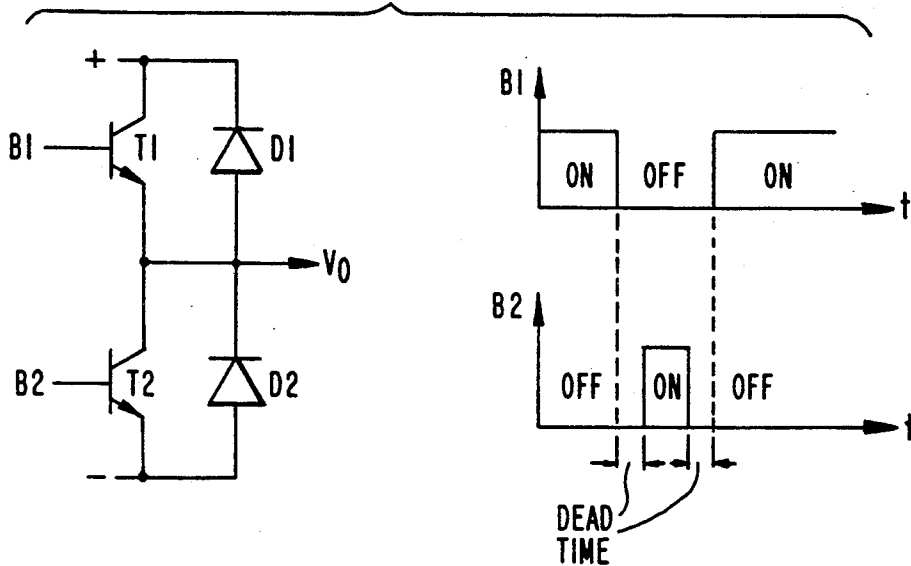 +
B1
T1
D1
V0
B2
T2
D2
-
B1
ON
OFF
ON
t
B2
OFF
ON
OFF
t
DEAD
TIME